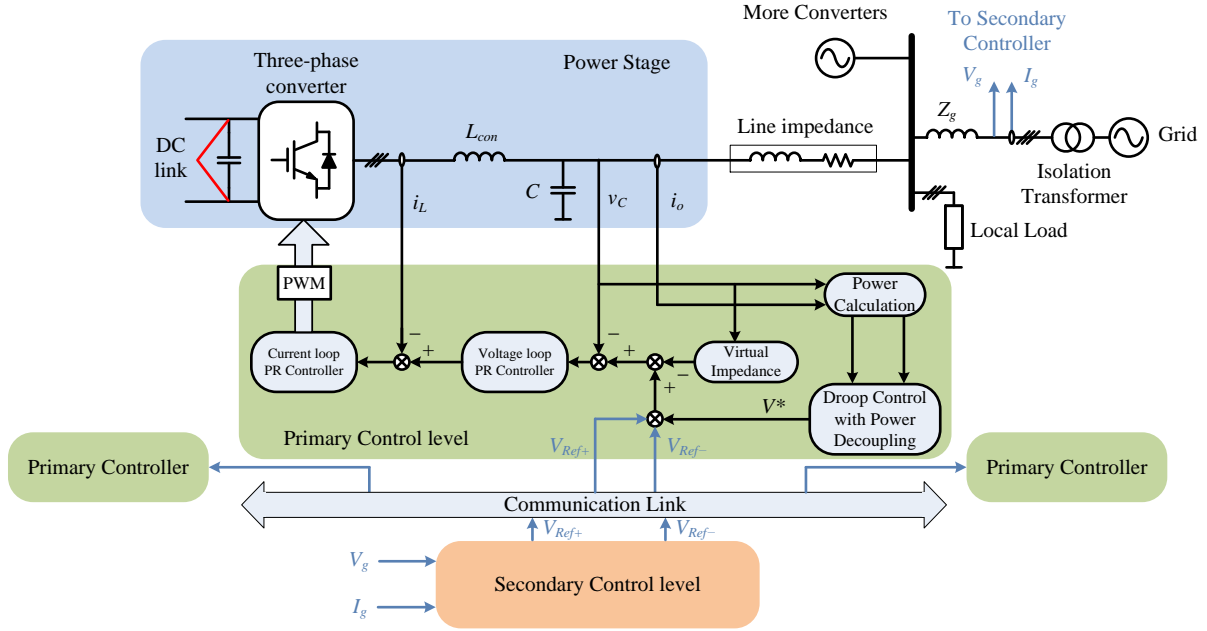 More Converters
To Secondary
Controller
V_g
I_g
Three-phase
converter
Power Stage
DC
link
L_con
C
i_L
v_C
i_o
Line impedance
Z_g
Grid
Isolation
Transformer
Local Load
PWM
Power
Calculation
Current loop
PR Controller
−
+
Voltage loop
PR Controller
−
+
−
+
Virtual
Impedance
V*
Droop Control
with Power
Decoupling
Primary Control level
V_Ref+
V_Ref−
Primary Controller
Primary Controller
Communication Link
V_Ref+
V_Ref−
V_g
I_g
Secondary Control level